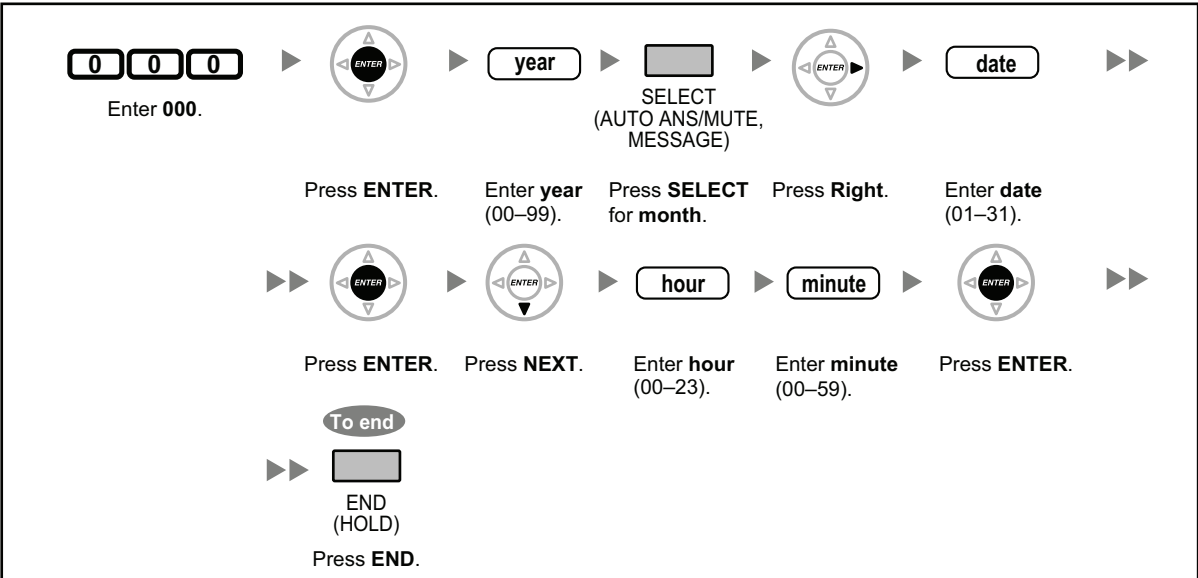 0 0 0
Enter 000.
ENTER
Press ENTER.
year
Enter year
(00–99).
SELECT
(AUTO ANS/MUTE,
MESSAGE)
Press SELECT
for month.
ENTER
Press Right.
date
Enter date
(01–31).
ENTER
Press ENTER.
ENTER
Press NEXT.
hour
Enter hour
(00–23).
minute
Enter minute
(00–59).
ENTER
Press ENTER.
To end
END
(HOLD)
Press END.